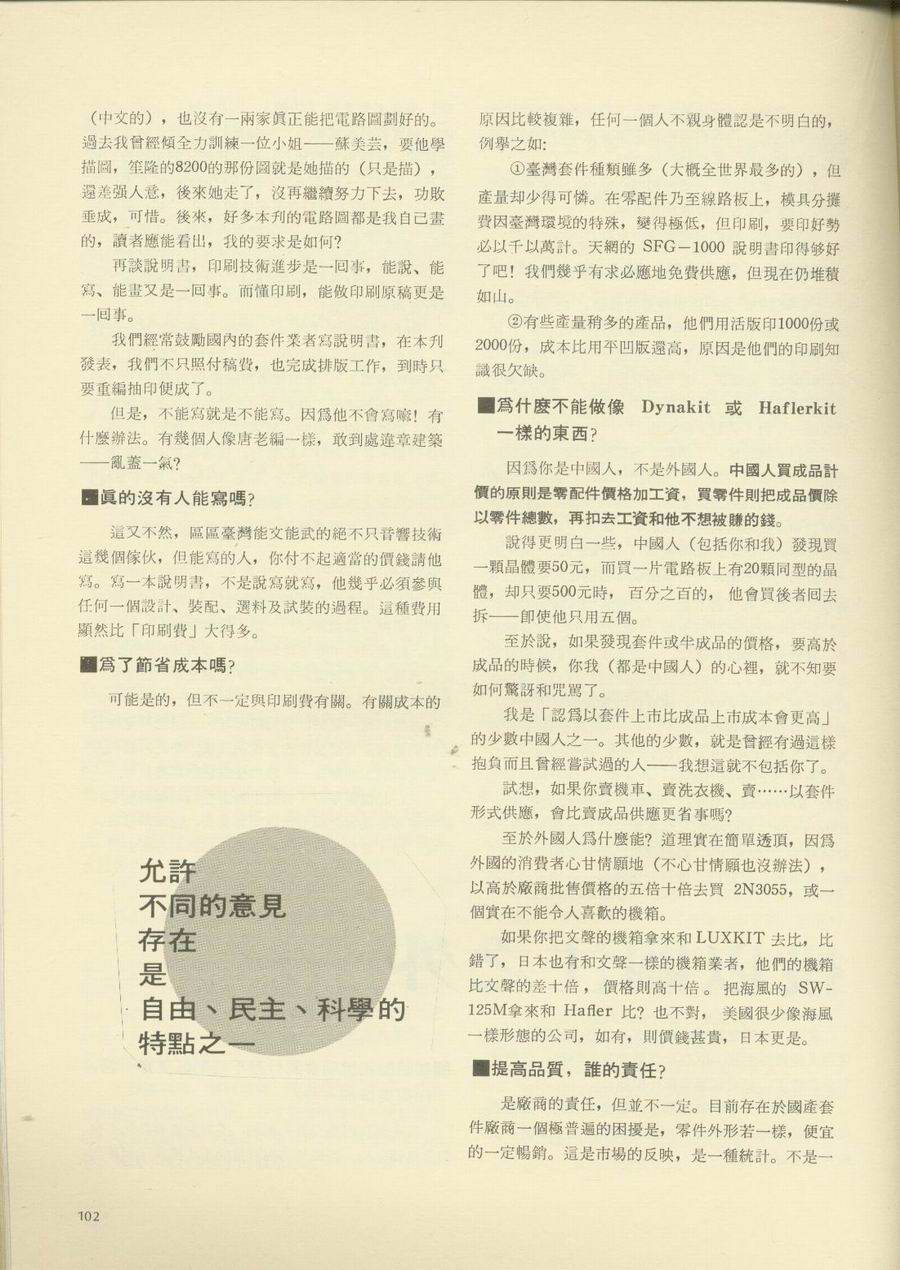 （中文的），也沒有一兩家眞正能把電路圖劃好的。
過去我曾經傾全力訓練一位小姐——蘇美芸，要他學
描圖，笙隆的8200的那份圖就是她描的（只是描），
還差强人意，後來她走了，沒再繼續努力下去，功敗
垂成，可惜。後來，好多本刋的電路圖都是我自己畫
的，讀者應能看出，我的要求是如何?
再談說明書，印刷技術進步是一回事，能說、能
寫、能畫又是一回事。而懂印刷，能做印刷原稿更是
一回事。
我們經常鼓勵國內的套件業者寫說明書，在本刋
發表，我們不只照付稿費，也完成排版工作，到時只
要重編抽印便成了。
但是，不能寫就是不能寫。因爲他不會寫嘛! 有
什麼辦法。有幾個人像唐老編一樣，敢到處違章建築
——亂蓋一氣?
■眞的沒有人能寫嗎?
這又不然，區區臺灣能文能武的絕不只音響技術
這幾個傢伙，但能寫的人，你付不起適當的價錢請他
寫。寫一本說明書，不是說寫就寫，他幾乎必須參與
任何一個設計、裝配、選料及試裝的過程。這種費用
顯然比「印刷費」大得多。
■爲了節省成本嗎?
可能是的，但不一定與印刷費有關。有關成本的
允許
不同的意見
存在
是
自由、民主、科學的
特點之一
原因比較複雜，任何一個人不親身體認是不明白的，
例擧之如:
①臺灣套件種類雖多（大概全世界最多的），但
產量却少得可憐。在零配件乃至線路板上，模具分攤
費因臺灣環境的特殊，變得極低，但印刷，要印好勢
必以千以萬計。天網的 SFG－1000 說明書印得够好
了吧! 我們幾乎有求必應地免費供應，但現在仍堆積
如山。
②有些產量稍多的產品，他們用活版印1000份或
2000份，成本比用平凹版還高，原因是他們的印刷知
識很欠缺。
■爲什麼不能做像 Dynakit 或 Haflerkit
一樣的東西?
因爲你是中國人，不是外國人。中國人買成品計
價的原則是零配件價格加工資，買零件則把成品價除
以零件總數，再扣去工資和他不想被賺的錢。
說得更明白一些，中國人（包括你和我）發現買
一顆晶體要50元，而買一片電路板上有20顆同型的晶
體，却只要500元時，百分之百的，他會買後者回去
拆——卽使他只用五個。
至於說，如果發現套件或半成品的價格，要高於
成品的時候，你我（都是中國人）的心裡，就不知要
如何驚訝和咒罵了。
我是「認爲以套件上市比成品上市成本會更高」
的少數中國人之一。其他的少數，就是曾經有過這樣
抱負而且曾經嘗試過的人——我想這就不包括你了。
試想，如果你賣機車、賣洗衣機、賣……以套件
形式供應，會比賣成品供應更省事嗎?
至於外國人爲什麼能? 道理實在簡單透頂，因爲
外國的消費者心甘情願地（不心甘情願也沒辦法），
以高於廠商批售價格的五倍十倍去買 2N3055，或一
個實在不能令人喜歡的機箱。
如果你把文聲的機箱拿來和 LUXKIT 去比，比
錯了，日本也有和文聲一樣的機箱業者，他們的機箱
比文聲的差十倍，價格則高十倍。把海風的 SW-
125M拿來和 Hafler 比? 也不對，美國很少像海風
一樣形態的公司，如有，則價錢甚貴，日本更是。
■提高品質，誰的責任?
是廠商的責任，但並不一定。目前存在於國產套
件廠商一個極普遍的困擾是，零件外形若一樣，便宜
的一定暢銷。這是市場的反映，是一種統計。不是一
102